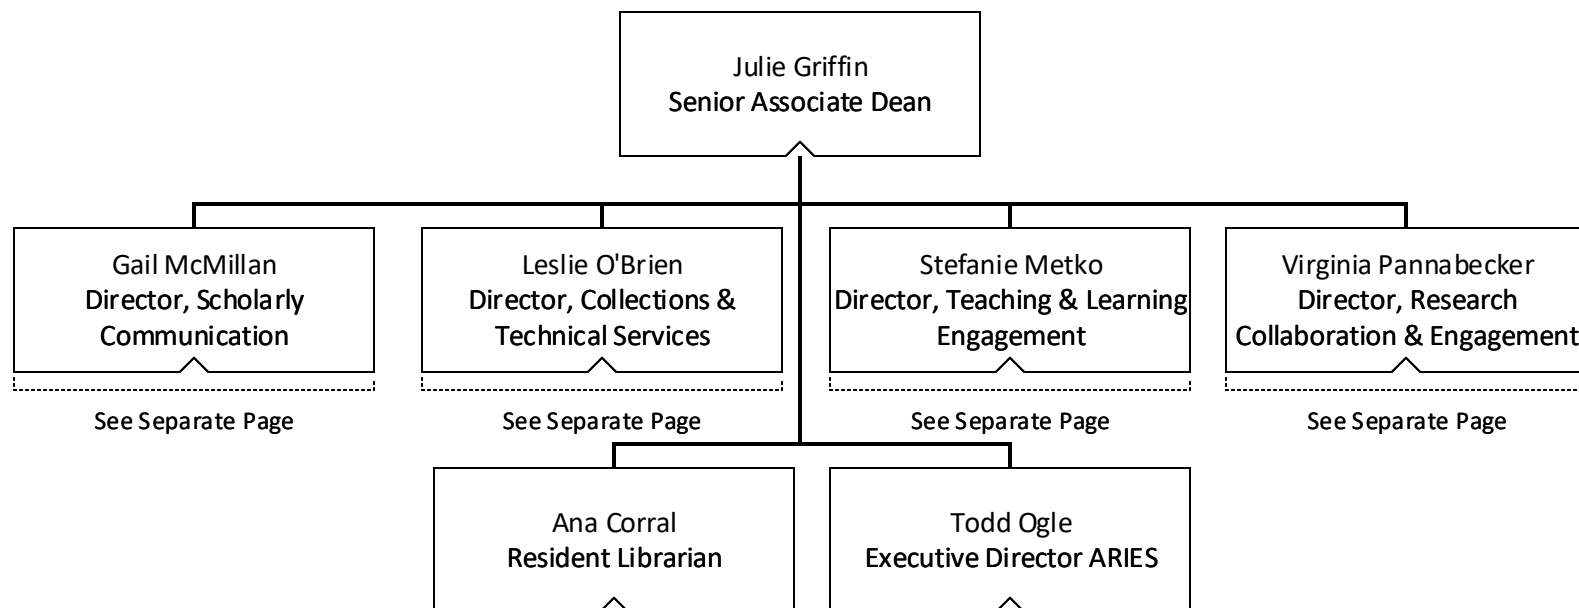 Julie Griffin
Senior Associate Dean
Gail McMillan
Director, Scholarly
Communication
See Separate Page
Leslie O'Brien
Director, Collections &
Technical Services
See Separate Page
Stefanie Metko
Director, Teaching & Learning
Engagement
See Separate Page
Virginia Pannabecker
Director, Research
Collaboration & Engagement
See Separate Page
Ana Corral
Resident Librarian
Todd Ogle
Executive Director ARIES